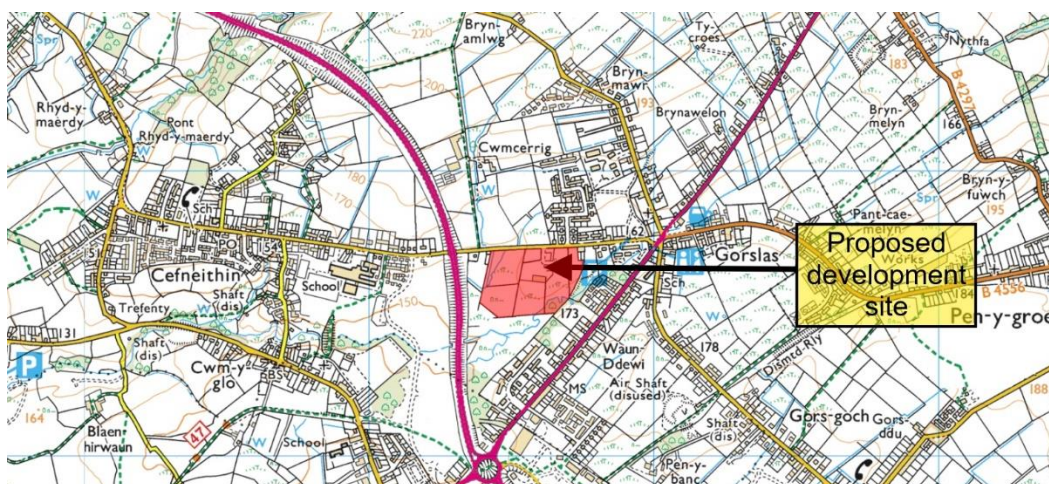 Spr
Bryn-
amlwg
220
200
Ty-
croes
183
Nythfa
B 4297
Rhyd-y-
maerdy
Pont
Rhyd-y-maerdy
W
Bryn-
mawr
193
Brynawelon
Bryn-
melyn
166
Cwmcerrig
W
180
170
W
Spr
Bryn-y-
fuwch
195
Sch
PO
154
162
Pant-cae-
melyn
Works
Gorslas
Sch
Proposed
development
site
Cefneithin
School
150
173
184
B 4556
Pen-y-groe
Trefenty
Shaft
(dis)
W
131
Shaft
(dis)
Cwm-y-
glo
BS
Waun-
Ddewi
Air Shaft
(disused)
178
Dismtd Rly
188
P
164
MS
47
Blaen-
hirwaun
W
School
Shaft
(dis)
Gors-goch
Gors-
ddu
Pen-y-
banc